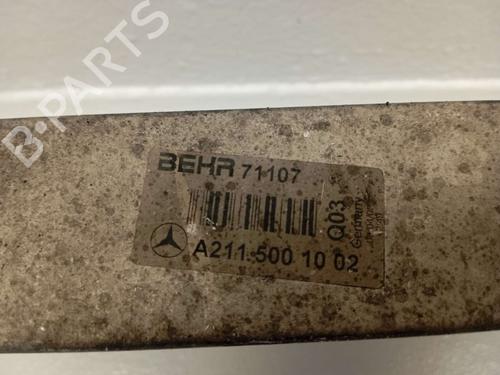 B-PARTS
BEHR 71107
Q03
Germany
A211 500 10 02